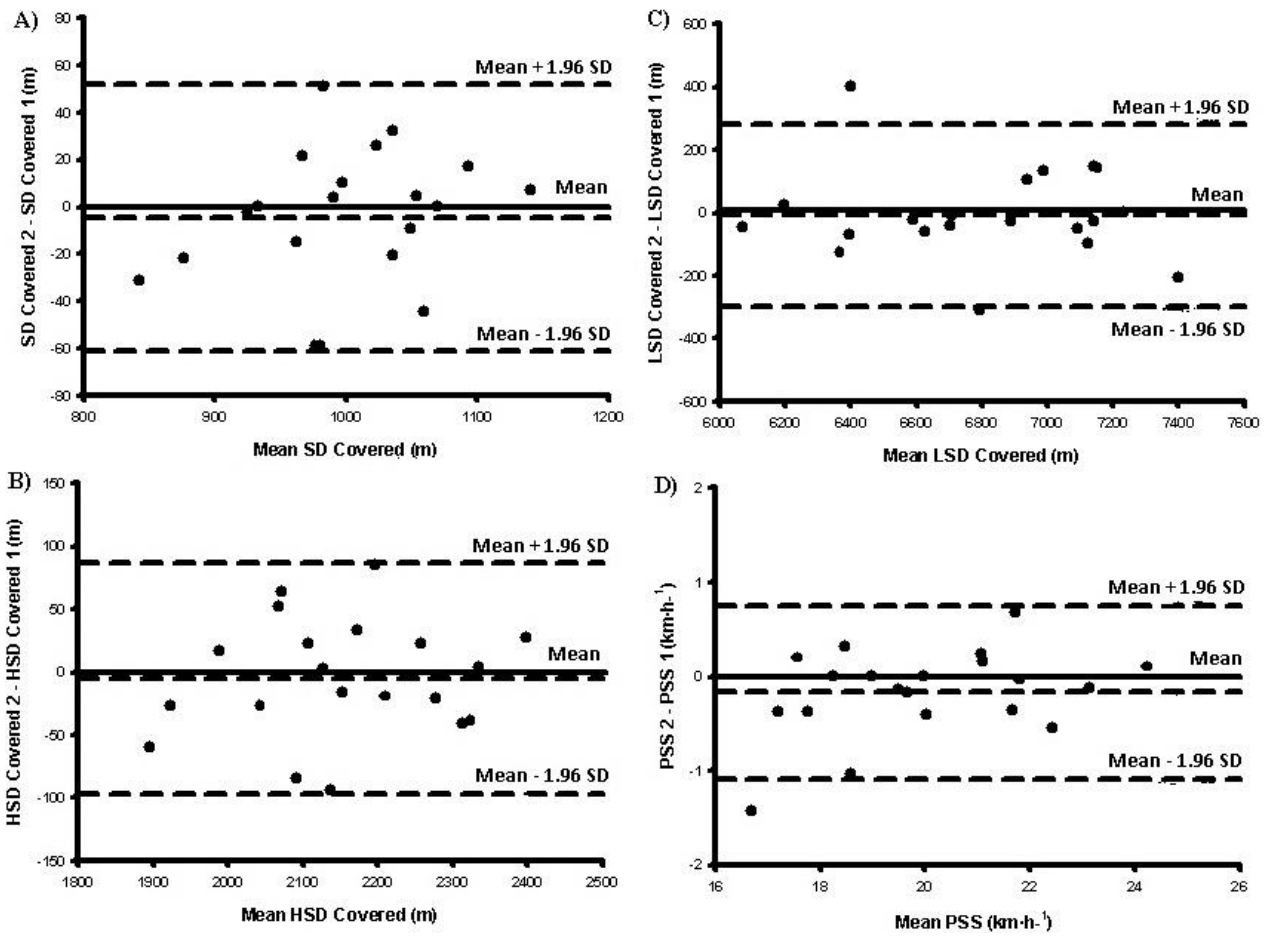 A)
SD Covered 2 - SD Covered 1 (m)
80
60
40
20
0
-20
-40
-60
-80
Mean + 1.96 SD
Mean
Mean - 1.96 SD
800 900 1000 1100 1200
Mean SD Covered (m)
C)
LSD Covered 2 - LSD Covered 1 (m)
600
400
200
0
-200
-400
-600
Mean + 1.96 SD
Mean
Mean - 1.96 SD
6000 6200 6400 6600 6800 7000 7200 7400 7600
Mean LSD Covered (m)
B)
HSD Covered 2 - HSD Covered 1 (m)
150
100
50
0
-50
-100
-150
Mean + 1.96 SD
Mean
Mean - 1.96 SD
1800 1900 2000 2100 2200 2300 2400 2500
Mean HSD Covered (m)
D)
PSS 2 - PSS 1 (km·h-¹)
2
1
0
-1
-2
Mean + 1.96 SD
Mean
Mean - 1.96 SD
16 18 20 22 24 26
Mean PSS (km·h-¹)